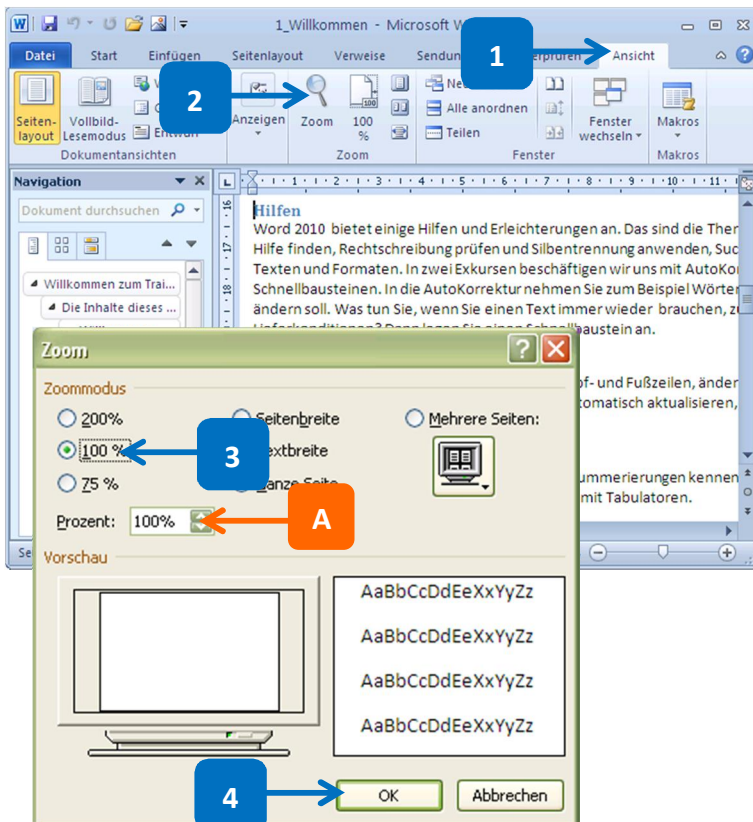 1_Willkommen - Microsoft W
Datei Start Einfügen Seitenlayout Verweise Ansicht
1
2
Seiten-
layout
Vollbild-
Lesemodus
Entwurf
Dokumentansichten
Anzeigen
Zoom
100
%
Zoom
Alle anordnen
Teilen
Fenster
wechseln
Fenster
Makros
Makros
Navigation
Dokument durchsuchen
Willkommen zum Trai...
Die Inhalte dieses ...
Hilfen
Word 2010 bietet einige Hilfen und Erleichterungen an. Das sind die Ther
Hilfe finden, Rechtschreibung prüfen und Silbentrennung anwenden, Suc
Texten und Formaten. In zwei Exkursen beschäftigen wir uns mit AutoKo
Schnellbausteinen. In die AutoKorrektur nehmen Sie zum Beispiel Wörter
ändern soll. Was tun Sie, wenn Sie einen Text immer wieder brauchen, z
Lieferkonditionen? Dann legen Sie einen Schnellbaustein an.
of- und Fußzeilen, änder
tomatisch aktualisieren,
ummerierungen kennen
mit Tabulatoren.
Zoom
Zoommodus
200% Seitenbreite Mehrere Seiten:
100 % 3 extbreite
75 % Ganze Seite
Prozent: 100% A
Vorschau
AaBbCcDdEeXxYyZz
AaBbCcDdEeXxYyZz
AaBbCcDdEeXxYyZz
AaBbCcDdEeXxYyZz
4 OK Abbrechen